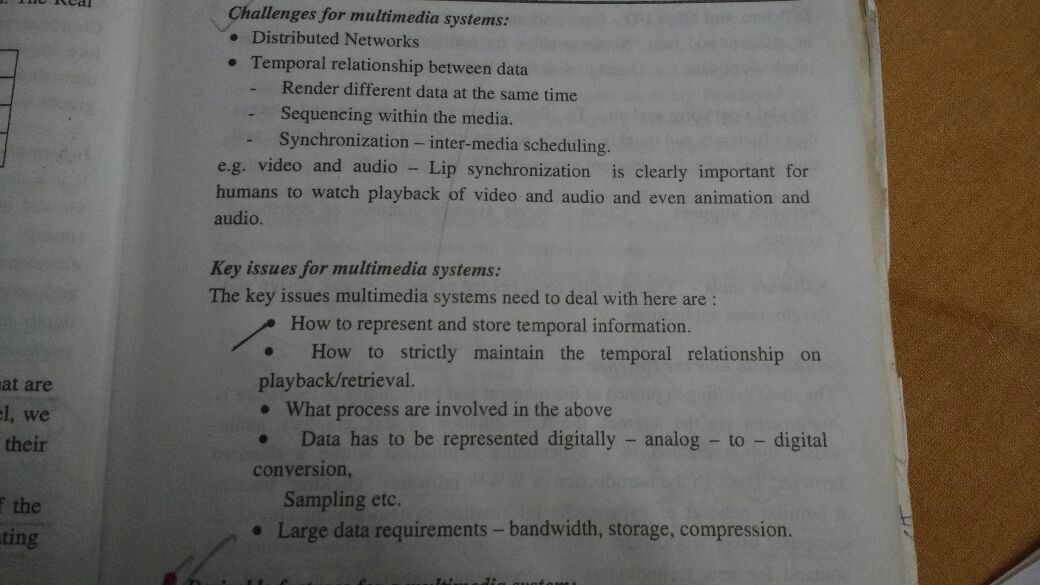 The Real
Challenges for multimedia systems:
• Distributed Networks
• Temporal relationship between data
- Render different data at the same time
- Sequencing within the media.
- Synchronization – inter-media scheduling.
e.g. video and audio – Lip synchronization is clearly important for
humans to watch playback of video and audio and even animation and
audio.
Key issues for multimedia systems:
The key issues multimedia systems need to deal with here are :
• How to represent and store temporal information.
• How to strictly maintain the temporal relationship on
playback/retrieval.
• What process are involved in the above
• Data has to be represented digitally – analog – to – digital
conversion,
Sampling etc.
• Large data requirements – bandwidth, storage, compression.
are
we
their
the